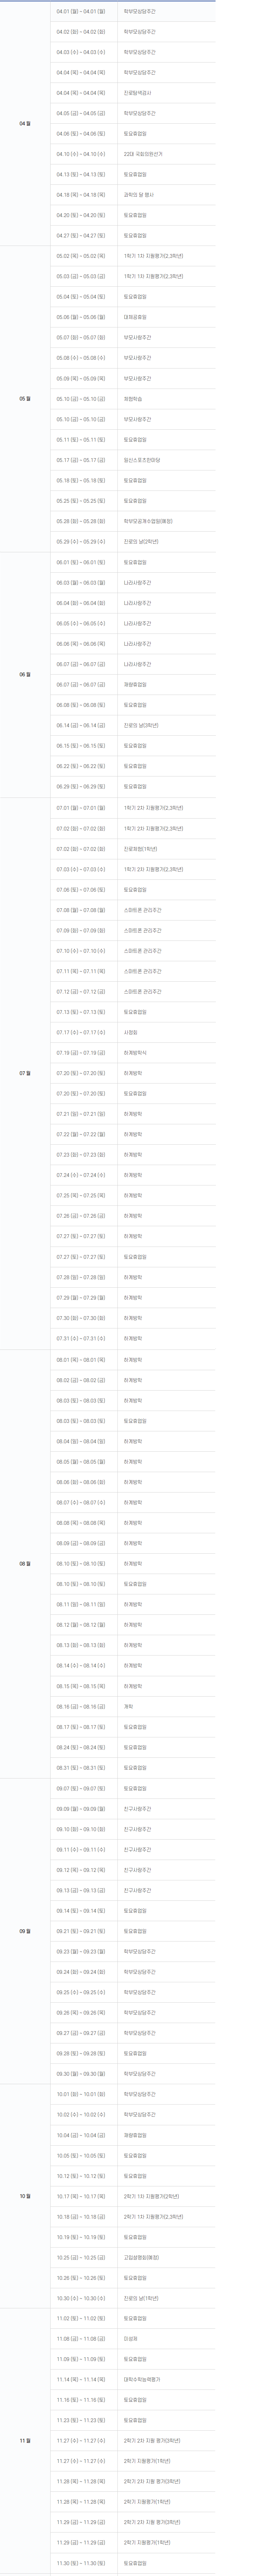 04 월
04.01 (월) ~ 04.01 (월) 학부모상담주간
04.02 (화) ~ 04.02 (화) 학부모상담주간
04.03 (수) ~ 04.03 (수) 학부모상담주간
04.04 (목) ~ 04.04 (목) 학부모상담주간
04.04 (목) ~ 04.04 (목) 진로탐색검사
04.05 (금) ~ 04.05 (금) 학부모상담주간
04.06 (토) ~ 04.06 (토) 토요휴업일
04.10 (수) ~ 04.10 (수) 22대 국회의원선거
04.13 (토) ~ 04.13 (토) 토요휴업일
04.18 (목) ~ 04.18 (목) 과학의 달 행사
04.20 (토) ~ 04.20 (토) 토요휴업일
04.27 (토) ~ 04.27 (토) 토요휴업일
05 월
05.02 (목) ~ 05.02 (목) 1학기 1차 지필평가(2,3학년)
05.03 (금) ~ 05.03 (금) 1학기 1차 지필평가(2,3학년)
05.04 (토) ~ 05.04 (토) 토요휴업일
05.06 (월) ~ 05.06 (월) 대체공휴일
05.07 (화) ~ 05.07 (화) 부모사랑주간
05.08 (수) ~ 05.08 (수) 부모사랑주간
05.09 (목) ~ 05.09 (목) 부모사랑주간
05.10 (금) ~ 05.10 (금) 체험학습
05.10 (금) ~ 05.10 (금) 부모사랑주간
05.11 (토) ~ 05.11 (토) 토요휴업일
05.17 (금) ~ 05.17 (금) 스포츠한마당
05.18 (토) ~ 05.18 (토) 토요휴업일
05.25 (토) ~ 05.25 (토) 토요휴업일
05.28 (화) ~ 05.28 (화) 학부모공개수업일(예정)
05.29 (수) ~ 05.29 (수) 진로의 날(2학년)
06 월
06.01 (토) ~ 06.01 (토) 토요휴업일
06.03 (월) ~ 06.03 (월) 나라사랑주간
06.04 (화) ~ 06.04 (화) 나라사랑주간
06.05 (수) ~ 06.05 (수) 나라사랑주간
06.06 (목) ~ 06.06 (목) 나라사랑주간
06.07 (금) ~ 06.07 (금) 나라사랑주간
06.07 (금) ~ 06.07 (금) 재량휴업일
06.08 (토) ~ 06.08 (토) 토요휴업일
06.14 (금) ~ 06.14 (금) 진로의 날(3학년)
06.15 (토) ~ 06.15 (토) 토요휴업일
06.22 (토) ~ 06.22 (토) 토요휴업일
06.29 (토) ~ 06.29 (토) 토요휴업일
07 월
07.01 (월) ~ 07.01 (월) 1학기 2차 지필평가(2,3학년)
07.02 (화) ~ 07.02 (화) 1학기 2차 지필평가(2,3학년)
07.02 (화) ~ 07.02 (화) 진로체험(1학년)
07.03 (수) ~ 07.03 (수) 1학기 2차 지필평가(2,3학년)
07.06 (토) ~ 07.06 (토) 토요휴업일
07.08 (월) ~ 07.08 (월) 스마트폰 관리주간
07.09 (화) ~ 07.09 (화) 스마트폰 관리주간
07.10 (수) ~ 07.10 (수) 스마트폰 관리주간
07.11 (목) ~ 07.11 (목) 스마트폰 관리주간
07.12 (금) ~ 07.12 (금) 스마트폰 관리주간
07.13 (토) ~ 07.13 (토) 토요휴업일
07.17 (수) ~ 07.17 (수) 시정회
07.19 (금) ~ 07.19 (금) 하계방학식
07.20 (토) ~ 07.20 (토) 하계방학
07.20 (토) ~ 07.20 (토) 토요휴업일
07.21 (일) ~ 07.21 (일) 하계방학
07.22 (월) ~ 07.22 (월) 하계방학
07.23 (화) ~ 07.23 (화) 하계방학
07.24 (수) ~ 07.24 (수) 하계방학
07.25 (목) ~ 07.25 (목) 하계방학
07.26 (금) ~ 07.26 (금) 하계방학
07.27 (토) ~ 07.27 (토) 하계방학
07.27 (토) ~ 07.27 (토) 토요휴업일
07.28 (일) ~ 07.28 (일) 하계방학
07.29 (월) ~ 07.29 (월) 하계방학
07.30 (화) ~ 07.30 (화) 하계방학
07.31 (수) ~ 07.31 (수) 하계방학
08 월
08.01 (목) ~ 08.01 (목) 하계방학
08.02 (금) ~ 08.02 (금) 하계방학
08.03 (토) ~ 08.03 (토) 하계방학
08.03 (토) ~ 08.03 (토) 토요휴업일
08.04 (일) ~ 08.04 (일) 하계방학
08.05 (월) ~ 08.05 (월) 하계방학
08.06 (화) ~ 08.06 (화) 하계방학
08.07 (수) ~ 08.07 (수) 하계방학
08.08 (목) ~ 08.08 (목) 하계방학
08.09 (금) ~ 08.09 (금) 하계방학
08.10 (토) ~ 08.10 (토) 하계방학
08.10 (토) ~ 08.10 (토) 토요휴업일
08.11 (일) ~ 08.11 (일) 하계방학
08.12 (월) ~ 08.12 (월) 하계방학
08.13 (화) ~ 08.13 (화) 하계방학
08.14 (수) ~ 08.14 (수) 하계방학
08.15 (목) ~ 08.15 (목) 하계방학
08.16 (금) ~ 08.16 (금) 개학
08.17 (토) ~ 08.17 (토) 토요휴업일
08.24 (토) ~ 08.24 (토) 토요휴업일
08.31 (토) ~ 08.31 (토) 토요휴업일
09 월
09.07 (토) ~ 09.07 (토) 토요휴업일
09.09 (월) ~ 09.09 (월) 친구사랑주간
09.10 (화) ~ 09.10 (화) 친구사랑주간
09.11 (수) ~ 09.11 (수) 친구사랑주간
09.12 (목) ~ 09.12 (목) 친구사랑주간
09.13 (금) ~ 09.13 (금) 친구사랑주간
09.14 (토) ~ 09.14 (토) 토요휴업일
09.21 (토) ~ 09.21 (토) 토요휴업일
09.23 (월) ~ 09.23 (월) 학부모상담주간
09.24 (화) ~ 09.24 (화) 학부모상담주간
09.25 (수) ~ 09.25 (수) 학부모상담주간
09.26 (목) ~ 09.26 (목) 학부모상담주간
09.27 (금) ~ 09.27 (금) 학부모상담주간
09.28 (토) ~ 09.28 (토) 토요휴업일
09.30 (월) ~ 09.30 (월) 학부모상담주간
10 월
10.01 (화) ~ 10.01 (화) 학부모상담주간
10.02 (수) ~ 10.02 (수) 학부모상담주간
10.04 (금) ~ 10.04 (금) 재량휴업일
10.05 (토) ~ 10.05 (토) 토요휴업일
10.12 (토) ~ 10.12 (토) 토요휴업일
10.17 (목) ~ 10.17 (목) 2학기 1차 지필평가(3학년)
10.18 (금) ~ 10.18 (금) 2학기 1차 지필평가(2,3학년)
10.19 (토) ~ 10.19 (토) 토요휴업일
10.25 (금) ~ 10.25 (금) 고입설명회(예정)
10.26 (토) ~ 10.26 (토) 토요휴업일
10.30 (수) ~ 10.30 (수) 진로의 날(1학년)
11 월
11.02 (토) ~ 11.02 (토) 토요휴업일
11.08 (금) ~ 11.08 (금) 미성제
11.09 (토) ~ 11.09 (토) 토요휴업일
11.14 (목) ~ 11.14 (목) 대학수학능력평가
11.16 (토) ~ 11.16 (토) 토요휴업일
11.23 (토) ~ 11.23 (토) 토요휴업일
11.27 (수) ~ 11.27 (수) 2학기 2차 지필 평가(3학년)
11.27 (수) ~ 11.27 (수) 2학기 지필평가(1학년)
11.28 (목) ~ 11.28 (목) 2학기 2차 지필 평가(3학년)
11.28 (목) ~ 11.28 (목) 2학기 지필평가(1학년)
11.29 (금) ~ 11.29 (금) 2학기 2차 지필 평가(3학년)
11.29 (금) ~ 11.29 (금) 2학기 지필평가(1학년)
11.30 (토) ~ 11.30 (토) 토요휴업일